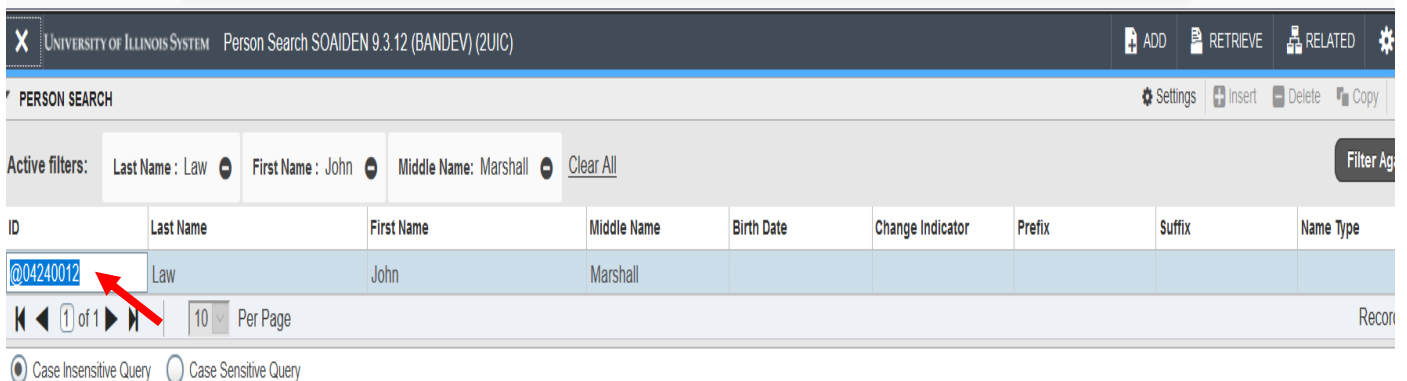 X UNIVERSITY OF ILLINOIS SYSTEM Person Search SOAIDEN 9.3.12 (BANDEV) (2UIC) ADD RETRIEVE RELATED
PERSON SEARCH Settings Insert Delete Copy
Active filters: Last Name : Law First Name : John Middle Name: Marshall Clear All Filter Aga
ID Last Name First Name Middle Name Birth Date Change Indicator Prefix Suffix Name Type
@04240012 Law John Marshall
1 of 1 10 Per Page Recor
Case Insensitive Query Case Sensitive Query